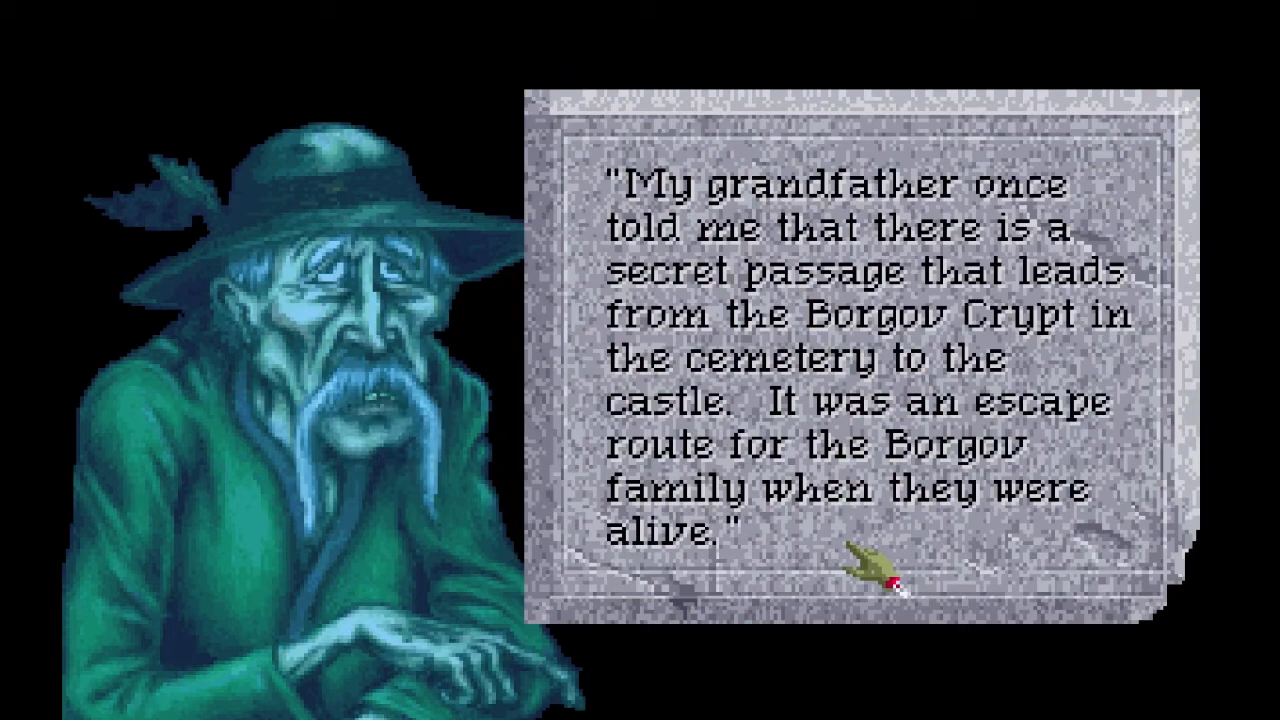 "My grandfather once
told me that there is a
secret passage that leads
from the Borgov Crypt in
the cemetery to the
castle.  It was an escape
route for the Borgov
family when they were
alive."